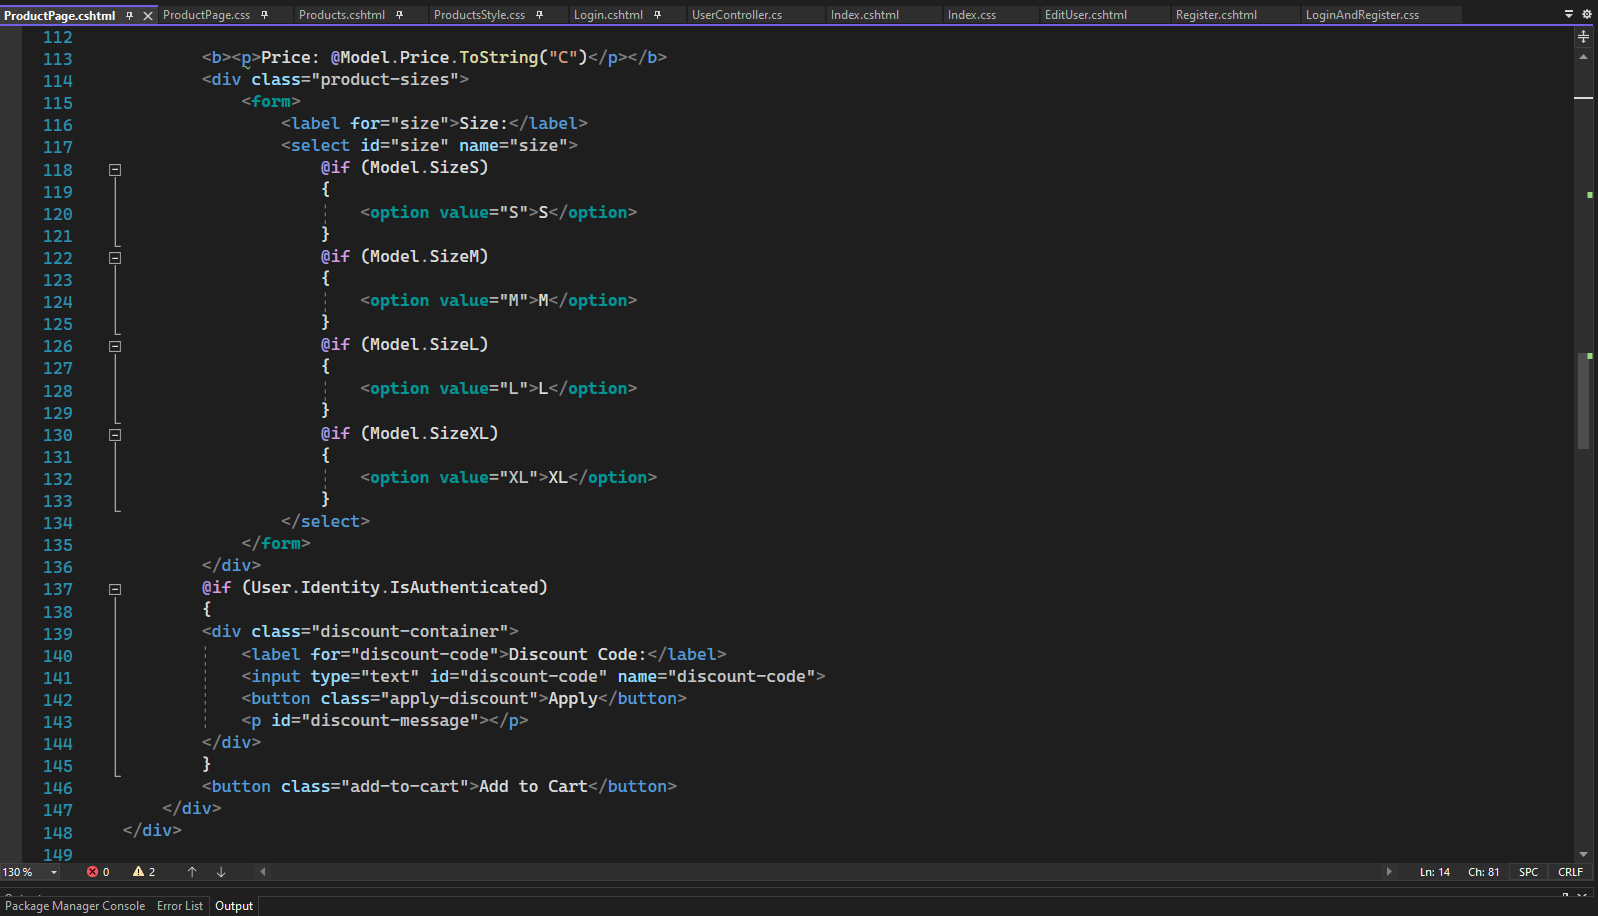 ProductPage.cshtml ProductPage.css Products.cshtml ProductsStyle.css Login.cshtml UserController.cs Index.cshtml Index.css EditUser.cshtml Register.cshtml LoginAndRegister.css
112
113 <b><p>Price: @Model.Price.ToString("C")</p></b>
114 <div class="product-sizes">
115 <form>
116 <label for="size">Size:</label>
117 <select id="size" name="size">
118 @if (Model.SizeS)
119 {
120 <option value="S">S</option>
121 }
122 @if (Model.SizeM)
123 {
124 <option value="M">M</option>
125 }
126 @if (Model.SizeL)
127 {
128 <option value="L">L</option>
129 }
130 @if (Model.SizeXL)
131 {
132 <option value="XL">XL</option>
133 }
134 </select>
135 </form>
136 </div>
137 @if (User.Identity.IsAuthenticated)
138 {
139 <div class="discount-container">
140 <label for="discount-code">Discount Code:</label>
141 <input type="text" id="discount-code" name="discount-code">
142 <button class="apply-discount">Apply</button>
143 <p id="discount-message"></p>
144 </div>
145 }
146 <button class="add-to-cart">Add to Cart</button>
147 </div>
148 </div>
149
130 % 0 2 Ln: 14 Ch: 81 SPC CRLF
Package Manager Console Error List Output